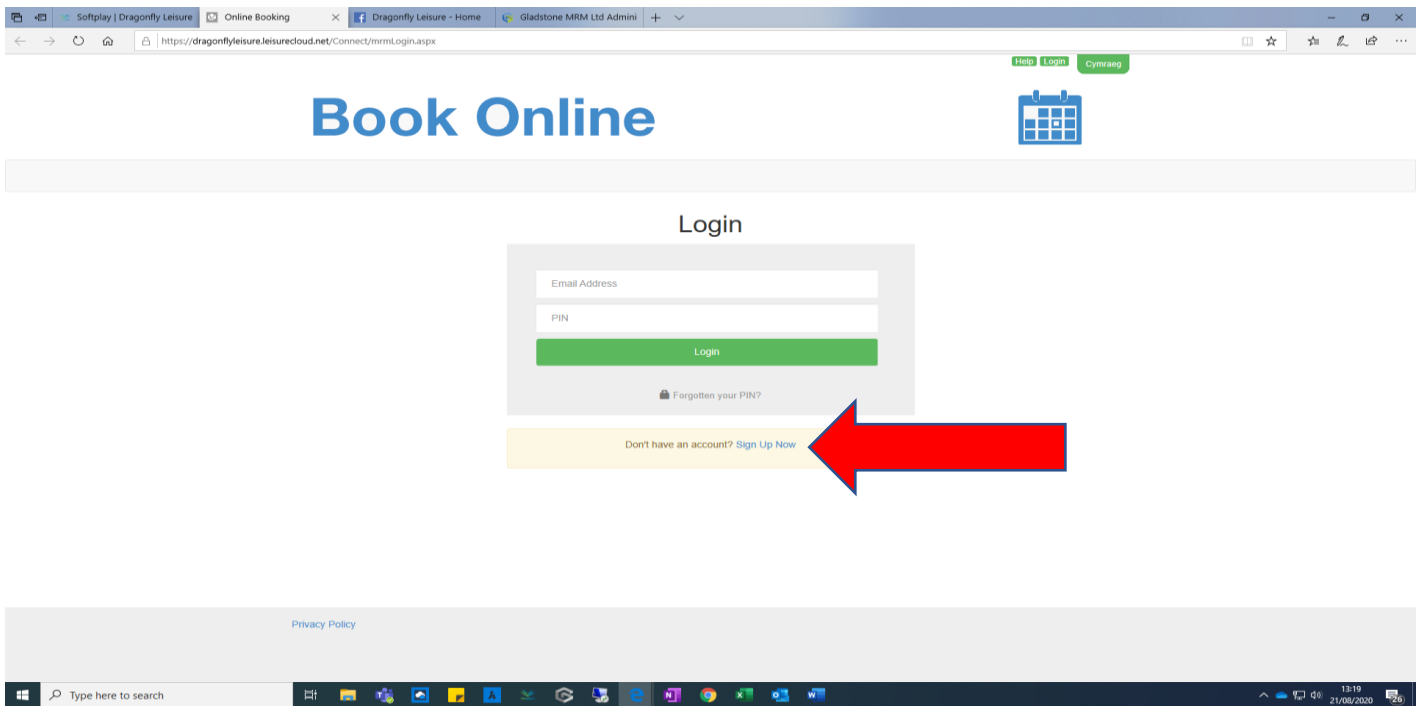 Softplay | Dragonfly Leisure
Online Booking
Dragonfly Leisure - Home
Gladstone MRM Ltd Admini
https://dragonflyleisure.leisurecloud.net/Connect/mrmLogin.aspx
Help Login Cymraeg
Book Online
Login
Email Address
PIN
Login
Forgotten your PIN?
Don't have an account? Sign Up Now
Privacy Policy
Type here to search
13:19
21/08/2020
26